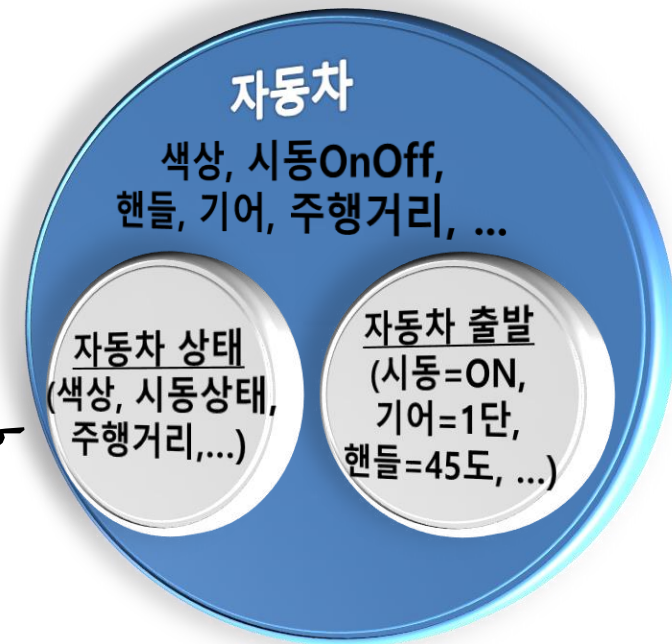 자동차
색상, 시동OnOff,
핸들, 기어, 주행거리, ...
자동차 상태
(색상, 시동상태,
주행거리,...)
자동차 출발
(시동=ON,
기어=1단,
핸들=45도, ...)